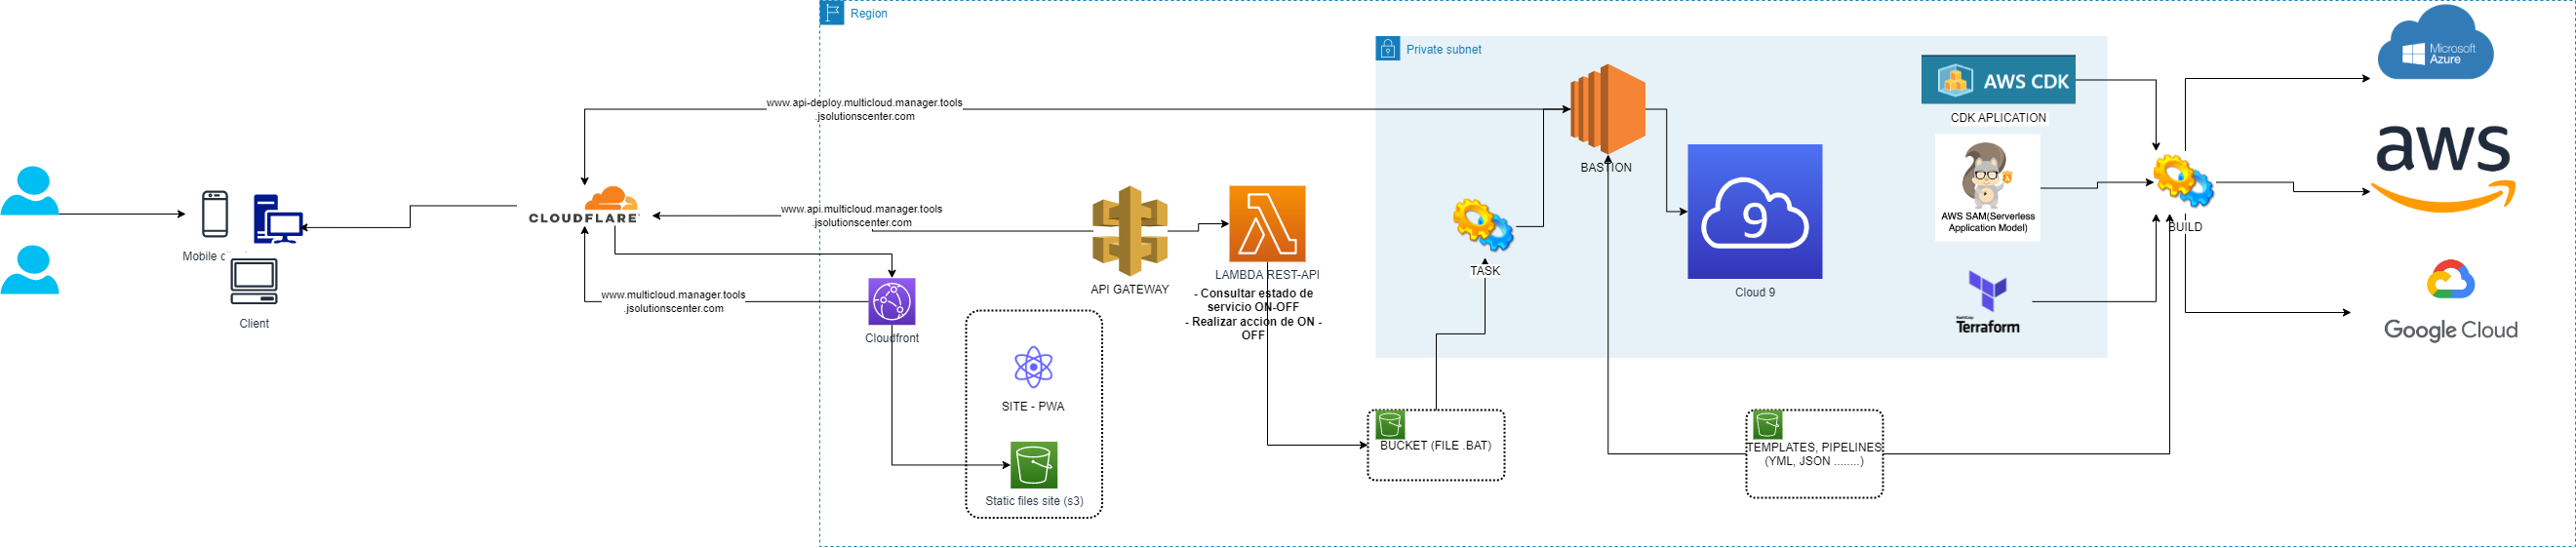 Region
Private subnet
Microsoft
Azure
AWS CDK
CDK APLICATION
www.api-deploy.multicloud.manager.tools
.jsolutionscenter.com
BASTION
aws
AWS SAM(Serverless
Application Model)
CLOUDFLARE
www.api.multicloud.manager.tools
.jsolutionscenter.com
9
BUILD
Mobile c
LAMBDA REST-API
TASK
API GATEWAY
Cloud 9
- Consultar estado de
servicio ON-OFF
- Realizar acción de ON -
OFF
www.multicloud.manager.tools
.jsolutionscenter.com
Client
Cloudfront
HashiCorp
Terraform
Google Cloud
SITE - PWA
BUCKET (FILE .BAT)
TEMPLATES, PIPELINES
(YML, JSON ........)
Static files site (s3)